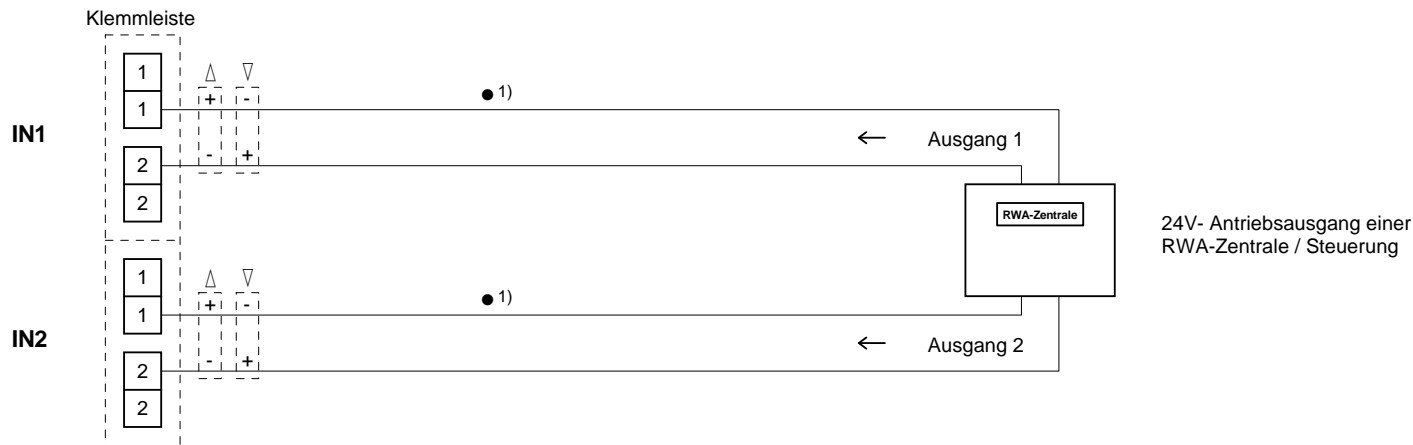 Klemmleiste
1
+ -
1
1)
IN1
Ausgang 1
- +
2
2
RWA-Zentrale
24V- Antriebsausgang einer
RWA-Zentrale / Steuerung
1
+ -
1
1)
IN2
Ausgang 2
- +
2
2